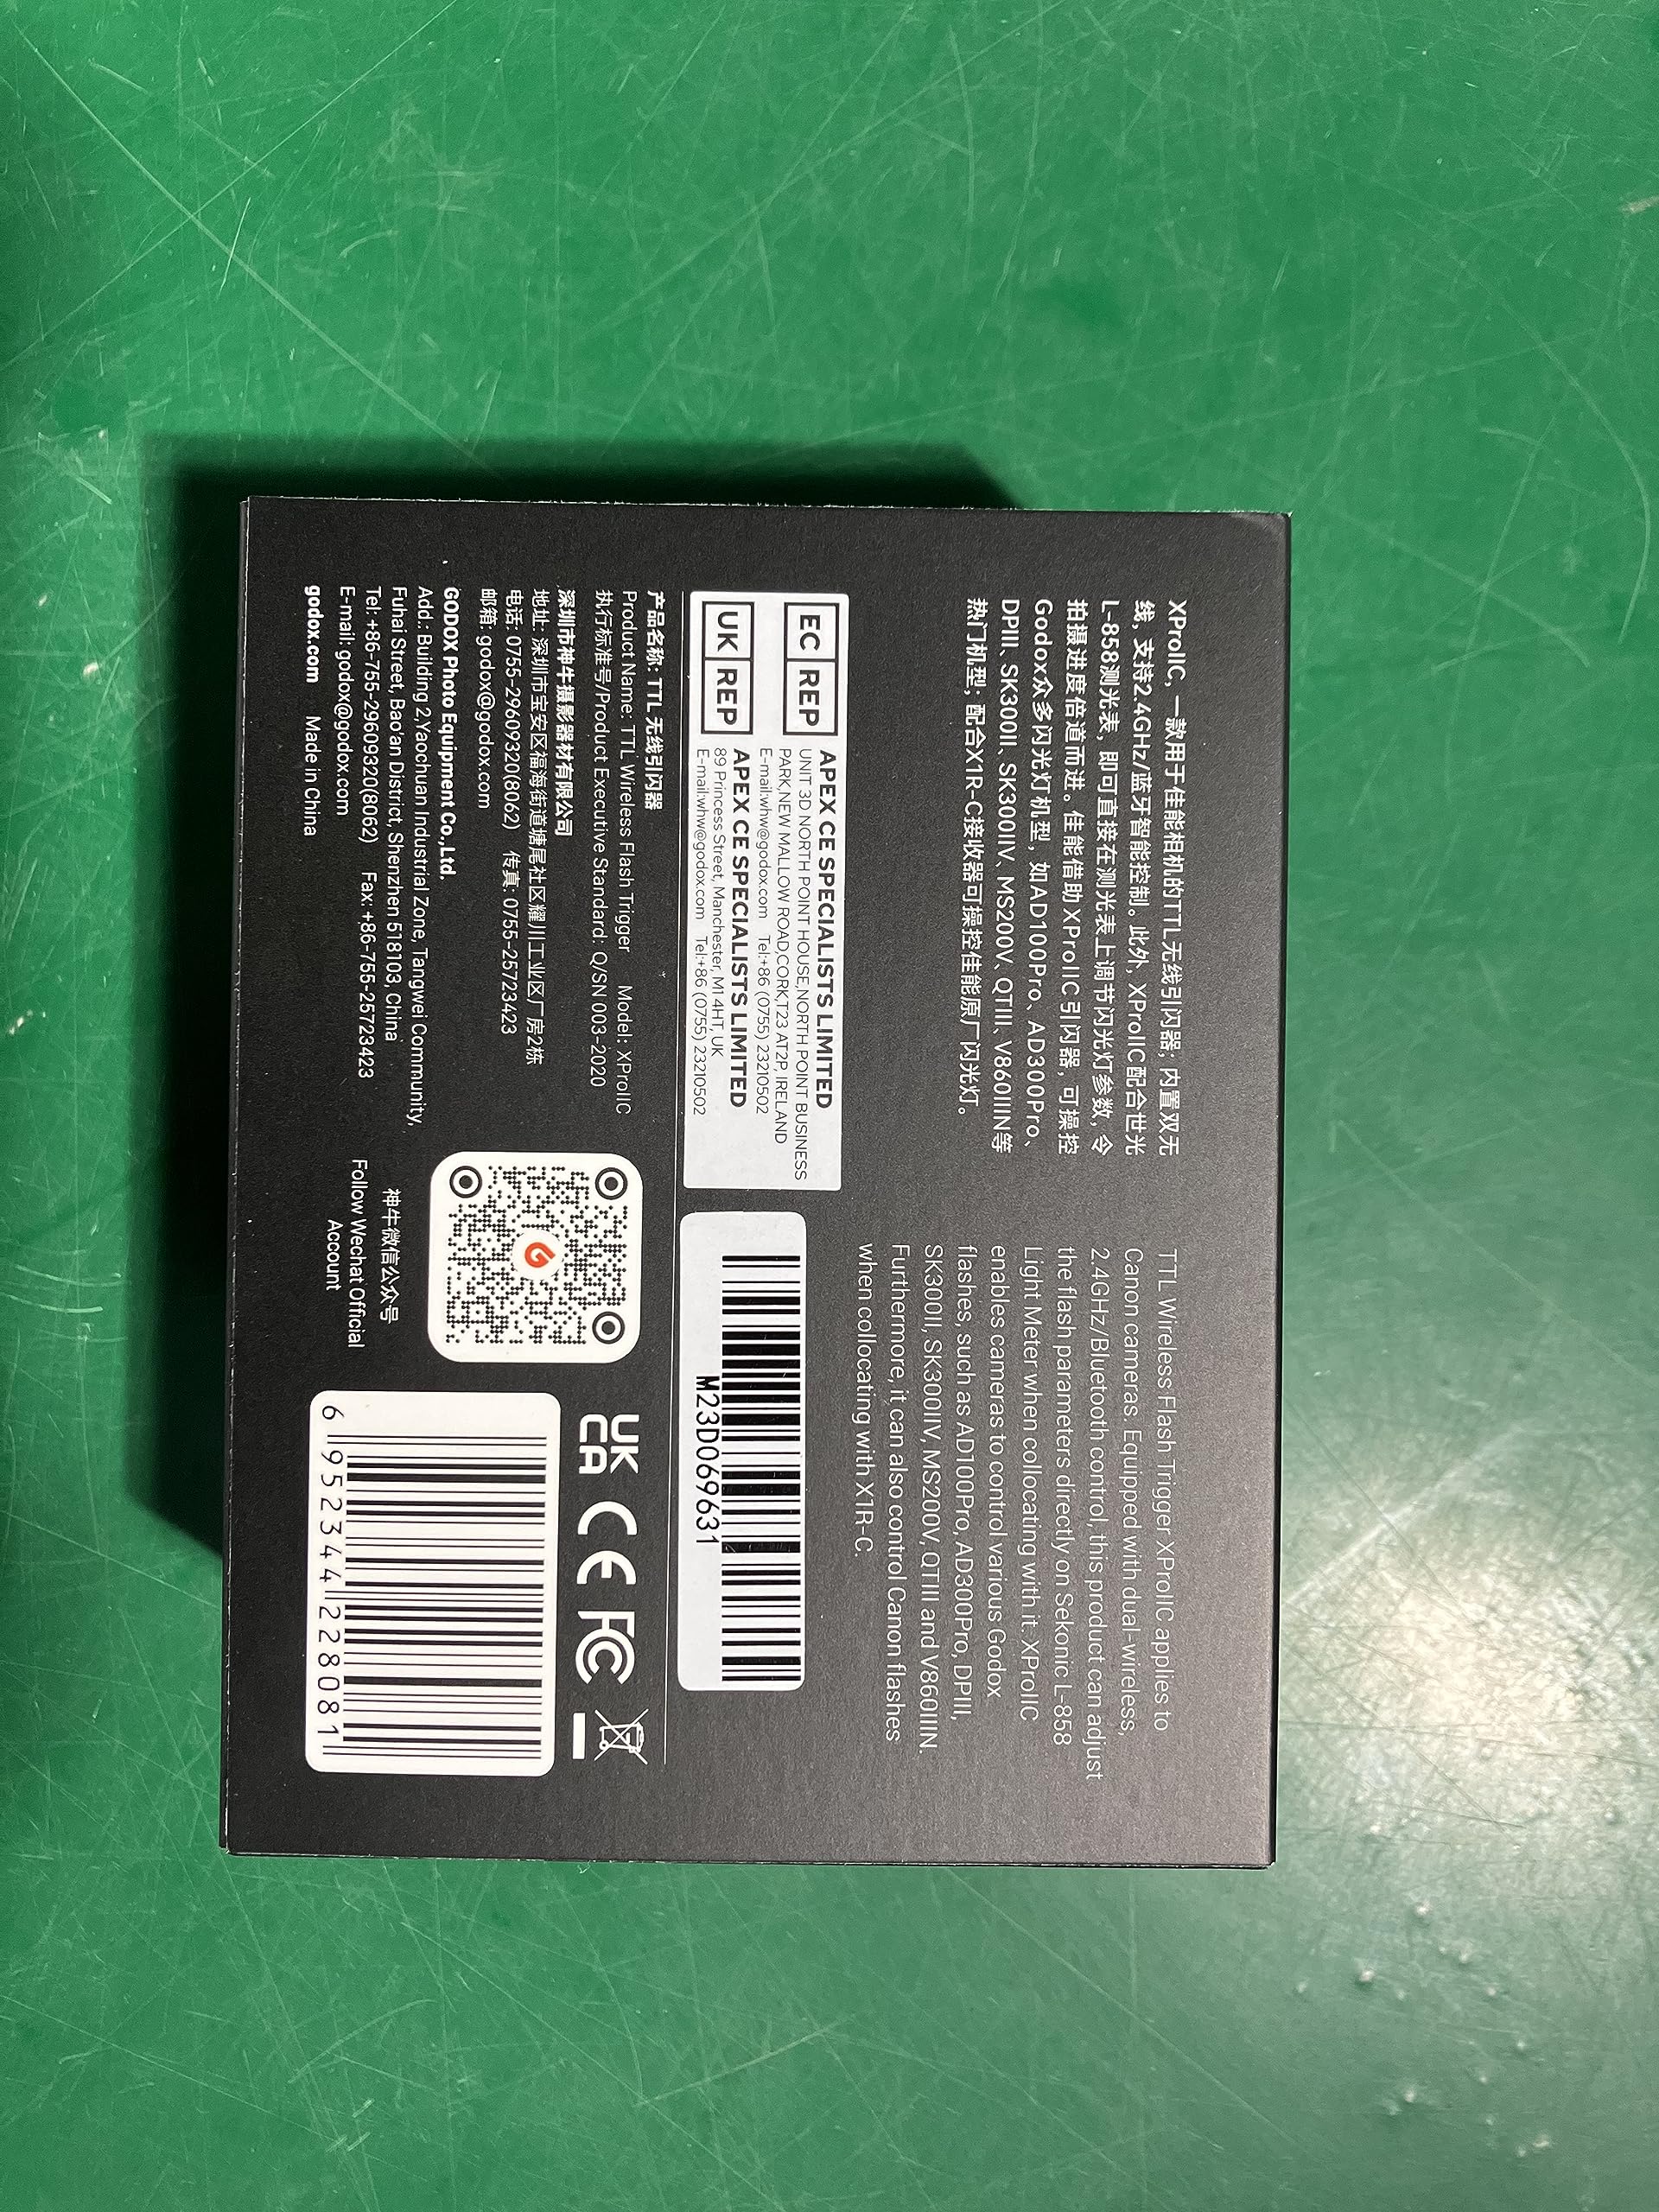 XProIIC, 一款用于佳能相机的TTL无线引闪器; 内置双无
线, 支持2.4GHz/蓝牙智能控制。此外, XProIIC配合世光
L-858测光表, 即可直接在测光表上调节闪光灯参数, 令
拍摄进度倍道而进。佳能借助XProIIC引闪器, 可操控
Godox众多闪光灯机型, 如AD100Pro、AD300Pro、
DPIII、SK300II、SK300IIV、MS200V、QTIII、V860IIIN等
热门机型; 配合X1R-C接收器可操控佳能原厂闪光灯。
TTL Wireless Flash Trigger XProIIC applies to
Canon cameras. Equipped with dual-wireless,
2.4GHz/Bluetooth control, this product can adjust
the flash parameters directly on Sekonic L-858
Light Meter when collocating with it. XProIIC
enables cameras to control various Godox
flashes, such as AD100Pro, AD300Pro, DPIII,
SK300II, SK300IIV, MS200V, QTIII and V860IIIN.
Furthermore, it can also control Canon flashes
when collocating with X1R-C.
EC REP
APEX CE SPECIALISTS LIMITED
UNIT 3D NORTH POINT HOUSE,NORTH POINT BUSINESS
PARK,NEW MALLOW ROAD,CORK,T23 AT2P, IRELAND
E-mail:whw@godox.com Tel:+86 (0755) 23210502
UK REP
APEX CE SPECIALISTS LIMITED
89 Princess Street, Manchester, M1 4HT, UK
E-mail:whw@godox.com Tel:+86 (0755) 23210502
M23D069631
产品名称: TTL 无线引闪器
Product Name: TTL Wireless Flash Trigger Model: XProIIC
执行标准号/Product Executive Standard: Q/SN 003-2020
深圳市神牛摄影器材有限公司
地址: 深圳市宝安区福海街道塘尾社区耀川工业区厂房2栋
电话: 0755-29609320(8062) 传真: 0755-25723423
邮箱: godox@godox.com
GODOX Photo Equipment Co.,Ltd.
Add.: Building 2,Yaochuan Industrial Zone, Tangwei Community,
Fuhai Street, Bao'an District, Shenzhen 518103, China
Tel: +86-755-29609320(8062) Fax: +86-755-25723423
E-mail: godox@godox.com
godox.com Made in China
神牛微信公众号
Follow Wechat Official
Account
UK
CA
CE FC
6 952344 228081